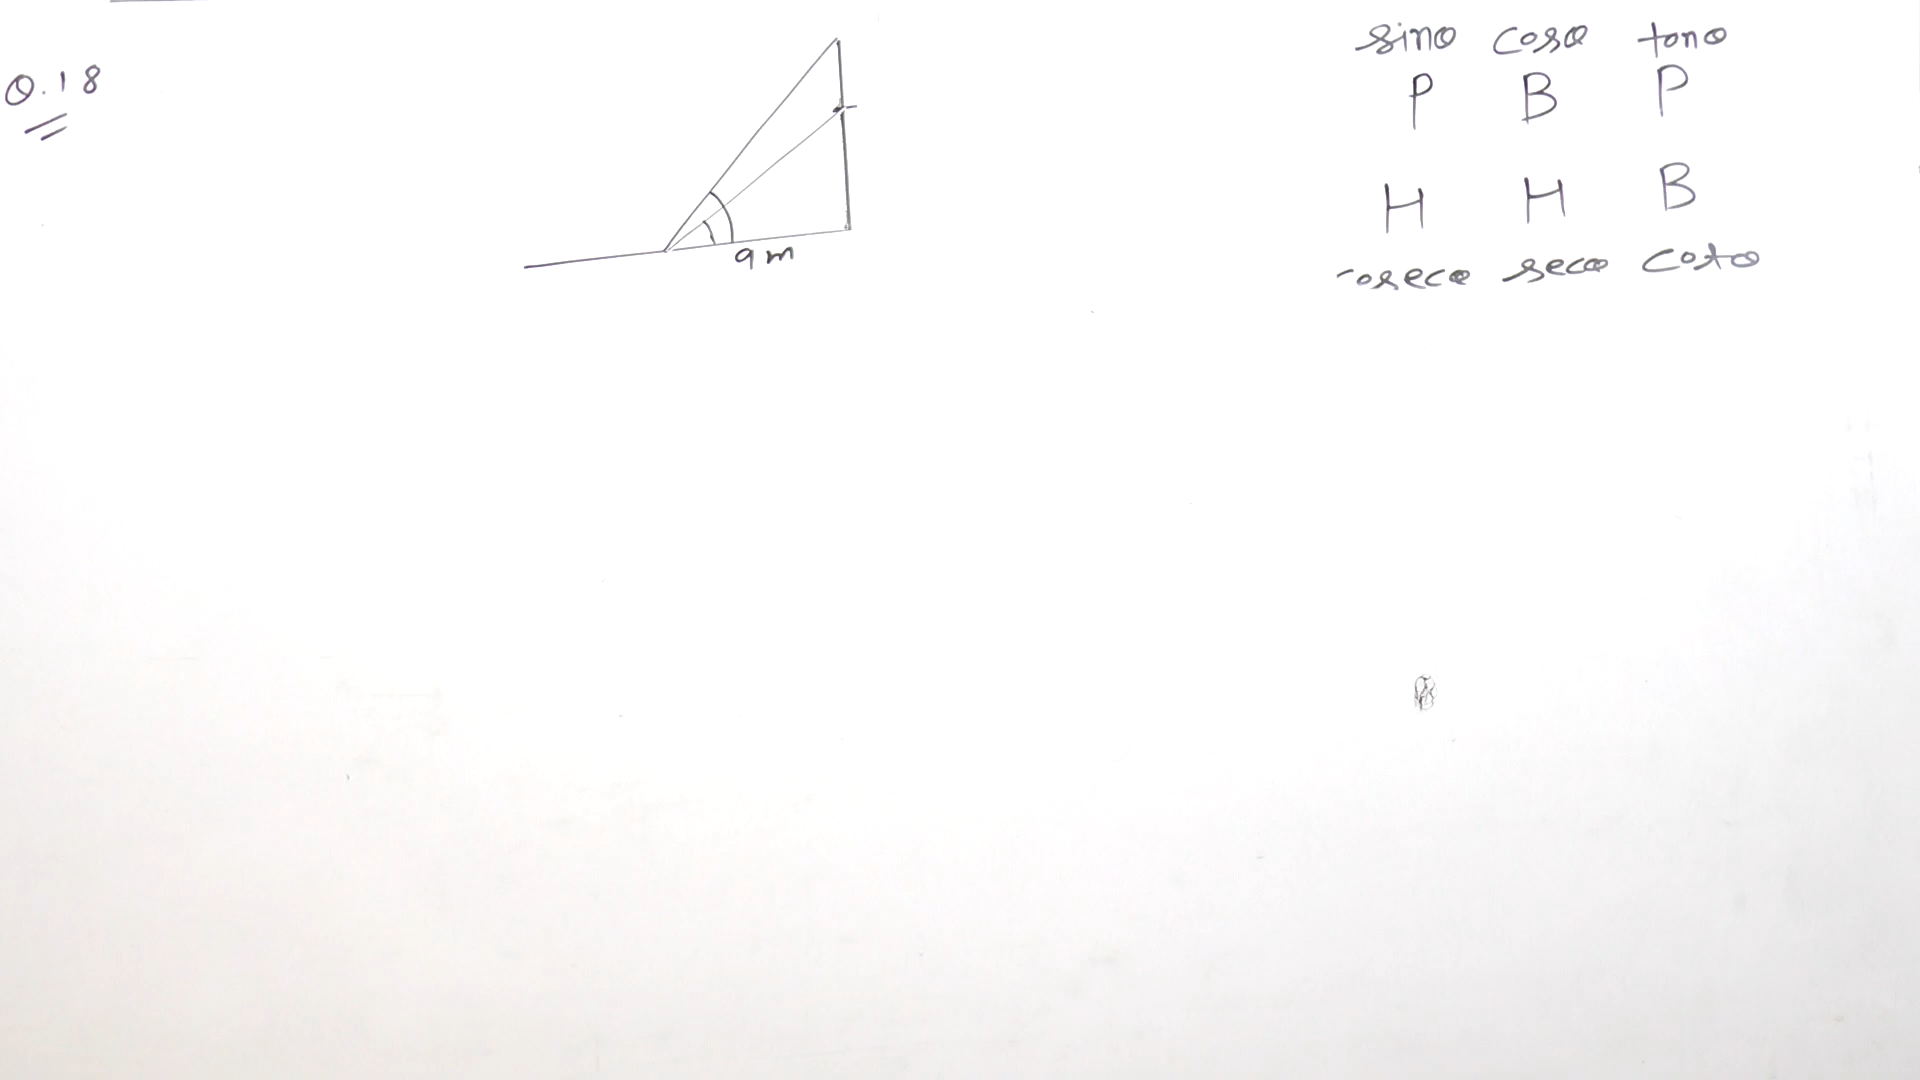 Q.18
9m
sinθ cosθ tanθ
P B P
H H B
cosecθ secθ cotθ